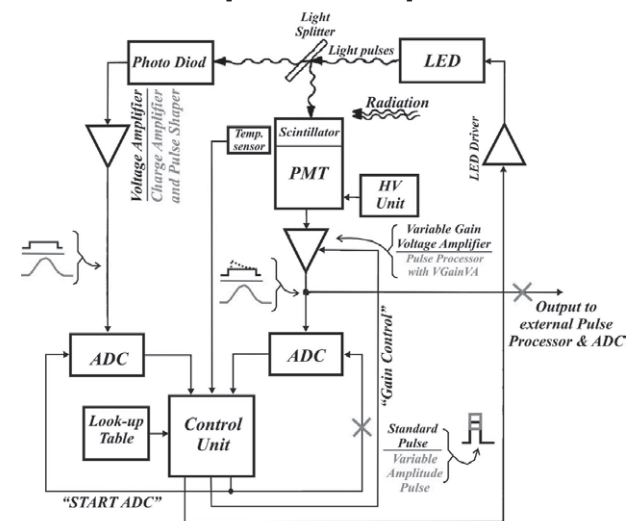 Light
Splitter
Photo Diod
Light pulses
LED
Radiation
Voltage Amplifier
Charge Amplifier
and Pulse Shaper
Temp.
sensor
Scintillator
PMT
HV
Unit
LED Driver
Variable Gain
Voltage Amplifier
Pulse Processor
with VGainVA
Output to
external Pulse
Processor & ADC
ADC
ADC
"Gain Control"
Look-up
Table
Control
Unit
Standard
Pulse
Variable
Amplitude
Pulse
"START ADC"